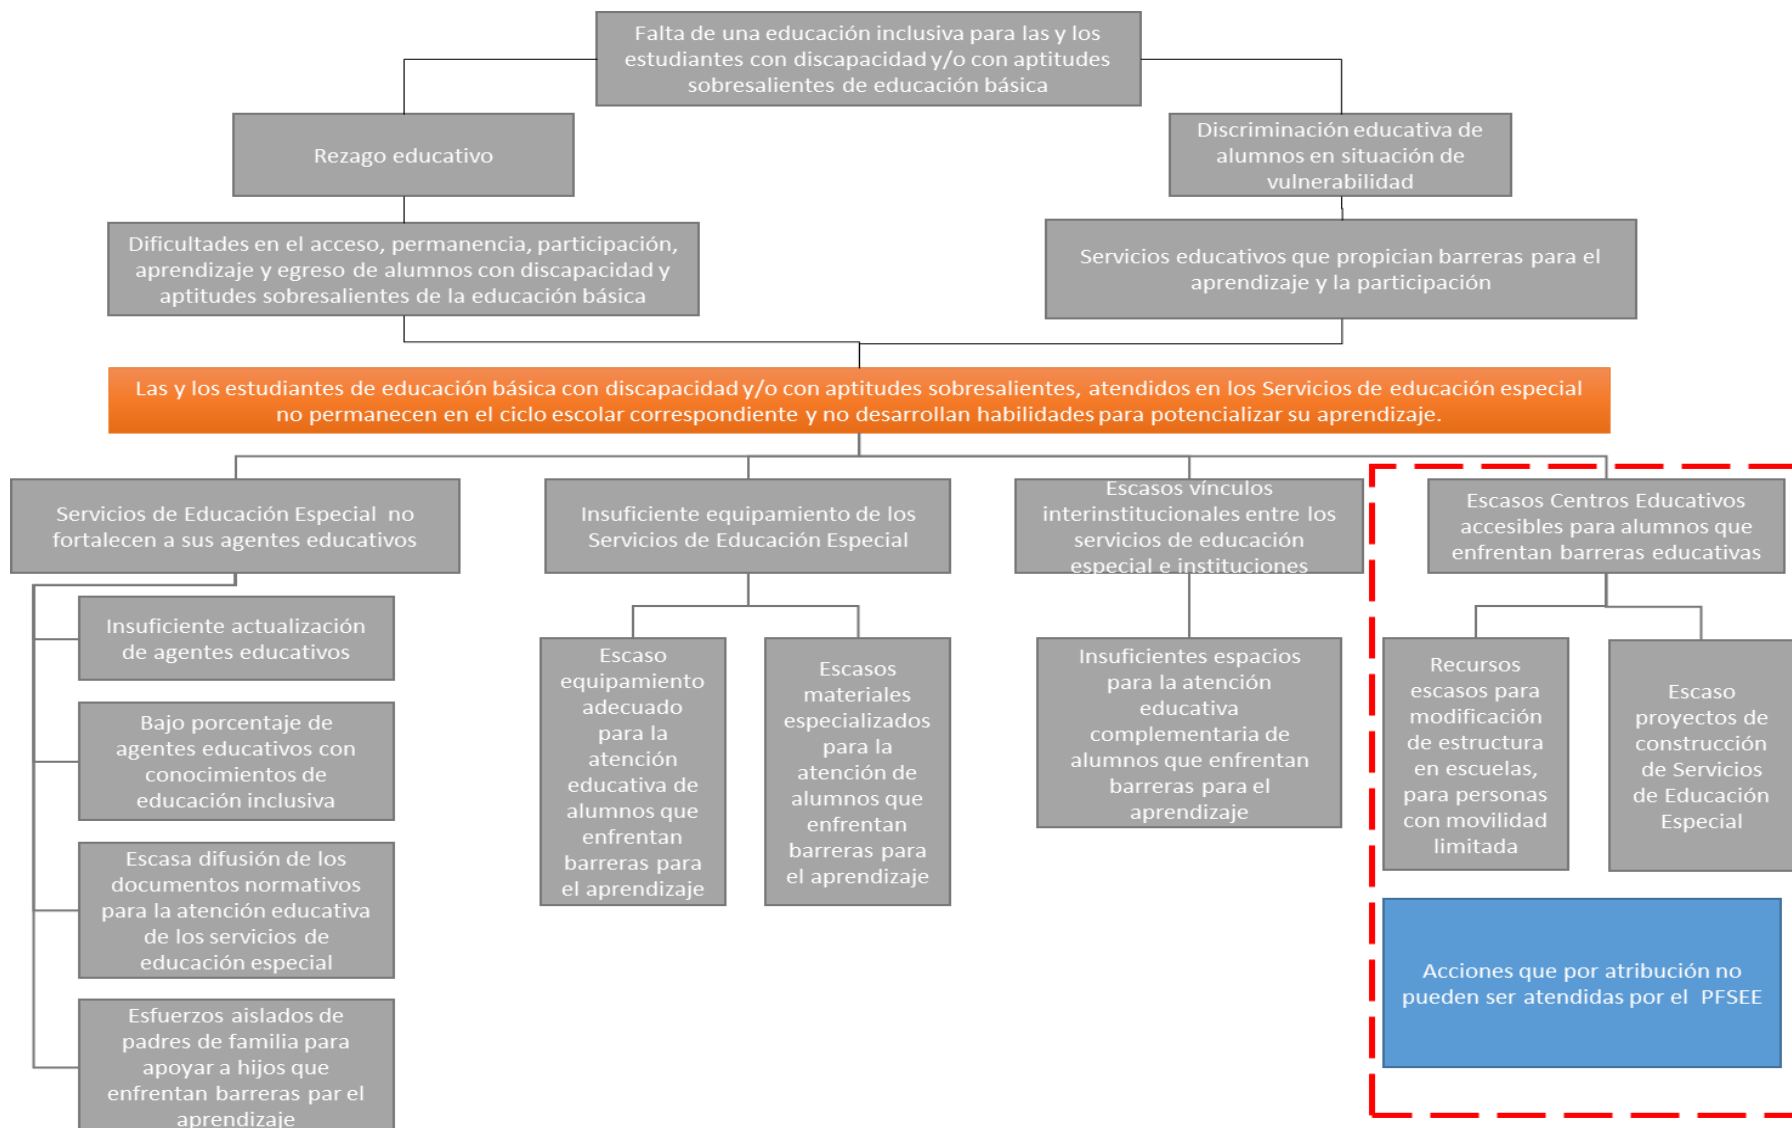 Falta de una educación inclusiva para las y los
estudiantes con discapacidad y/o con aptitudes
sobresalientes de educación básica
Rezago educativo
Discriminación educativa de
alumnos en situación de
vulnerabilidad
Dificultades en el acceso, permanencia, participación,
aprendizaje y egreso de alumnos con discapacidad y
aptitudes sobresalientes de la educación básica
Servicios educativos que propician barreras para el
aprendizaje y la participación
Las y los estudiantes de educación básica con discapacidad y/o con aptitudes sobresalientes, atendidos en los Servicios de educación especial
no permanecen en el ciclo escolar correspondiente y no desarrollan habilidades para potencializar su aprendizaje.
Servicios de Educación Especial no
fortalecen a sus agentes educativos
Insuficiente equipamiento de los
Servicios de Educación Especial
Escasos vínculos
interinstitucionales entre los
servicios de educación
especial e instituciones
Escasos Centros Educativos
accesibles para alumnos que
enfrentan barreras educativas
Insuficiente actualización
de agentes educativos
Bajo porcentaje de
agentes educativos con
conocimientos de
educación inclusiva
Escasa difusión de los
documentos normativos
para la atención educativa
de los servicios de
educación especial
Esfuerzos aislados de
padres de familia para
apoyar a hijos que
enfrentan barreras par el
aprendizaje
Escaso
equipamiento
adecuado
para la
atención
educativa de
alumnos que
enfrentan
barreras para
el aprendizaje
Escasos
materiales
especializados
para la
atención de
alumnos que
enfrentan
barreras para
el aprendizaje
Insuficientes espacios
para la atención
educativa
complementaria de
alumnos que enfrentan
barreras para el
aprendizaje
Recursos
escasos para
modificación
de estructura
en escuelas,
para personas
con movilidad
limitada
Escaso
proyectos de
construcción
de Servicios
de Educación
Especial
Acciones que por atribución no
pueden ser atendidas por el PFSEE